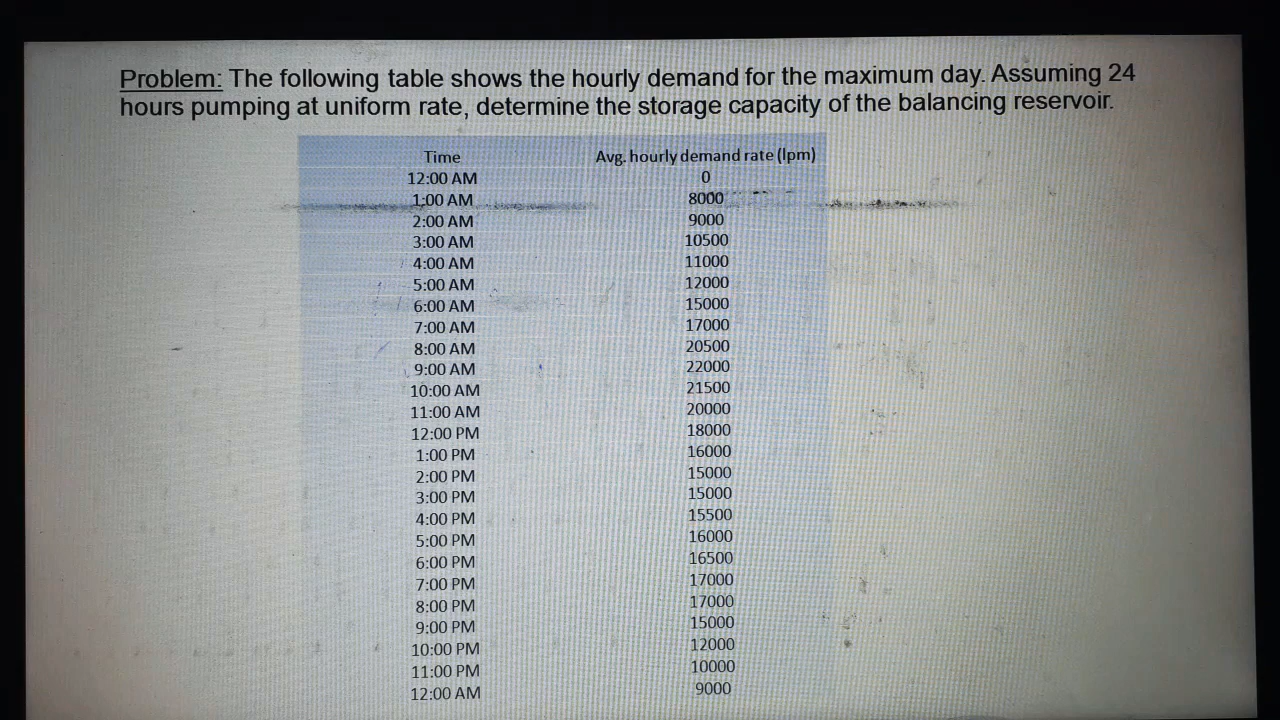 Problem: The following table shows the hourly demand for the maximum day. Assuming 24
hours pumping at uniform rate, determine the storage capacity of the balancing reservoir.
Time Avg. hourly demand rate (lpm)
12:00 AM 0
1:00 AM 8000
2:00 AM 9000
3:00 AM 10500
4:00 AM 11000
5:00 AM 12000
6:00 AM 15000
7:00 AM 17000
8:00 AM 20500
9:00 AM 22000
10:00 AM 21500
11:00 AM 20000
12:00 PM 18000
1:00 PM 16000
2:00 PM 15000
3:00 PM 15000
4:00 PM 15500
5:00 PM 16000
6:00 PM 16500
7:00 PM 17000
8:00 PM 17000
9:00 PM 15000
10:00 PM 12000
11:00 PM 10000
12:00 AM 9000